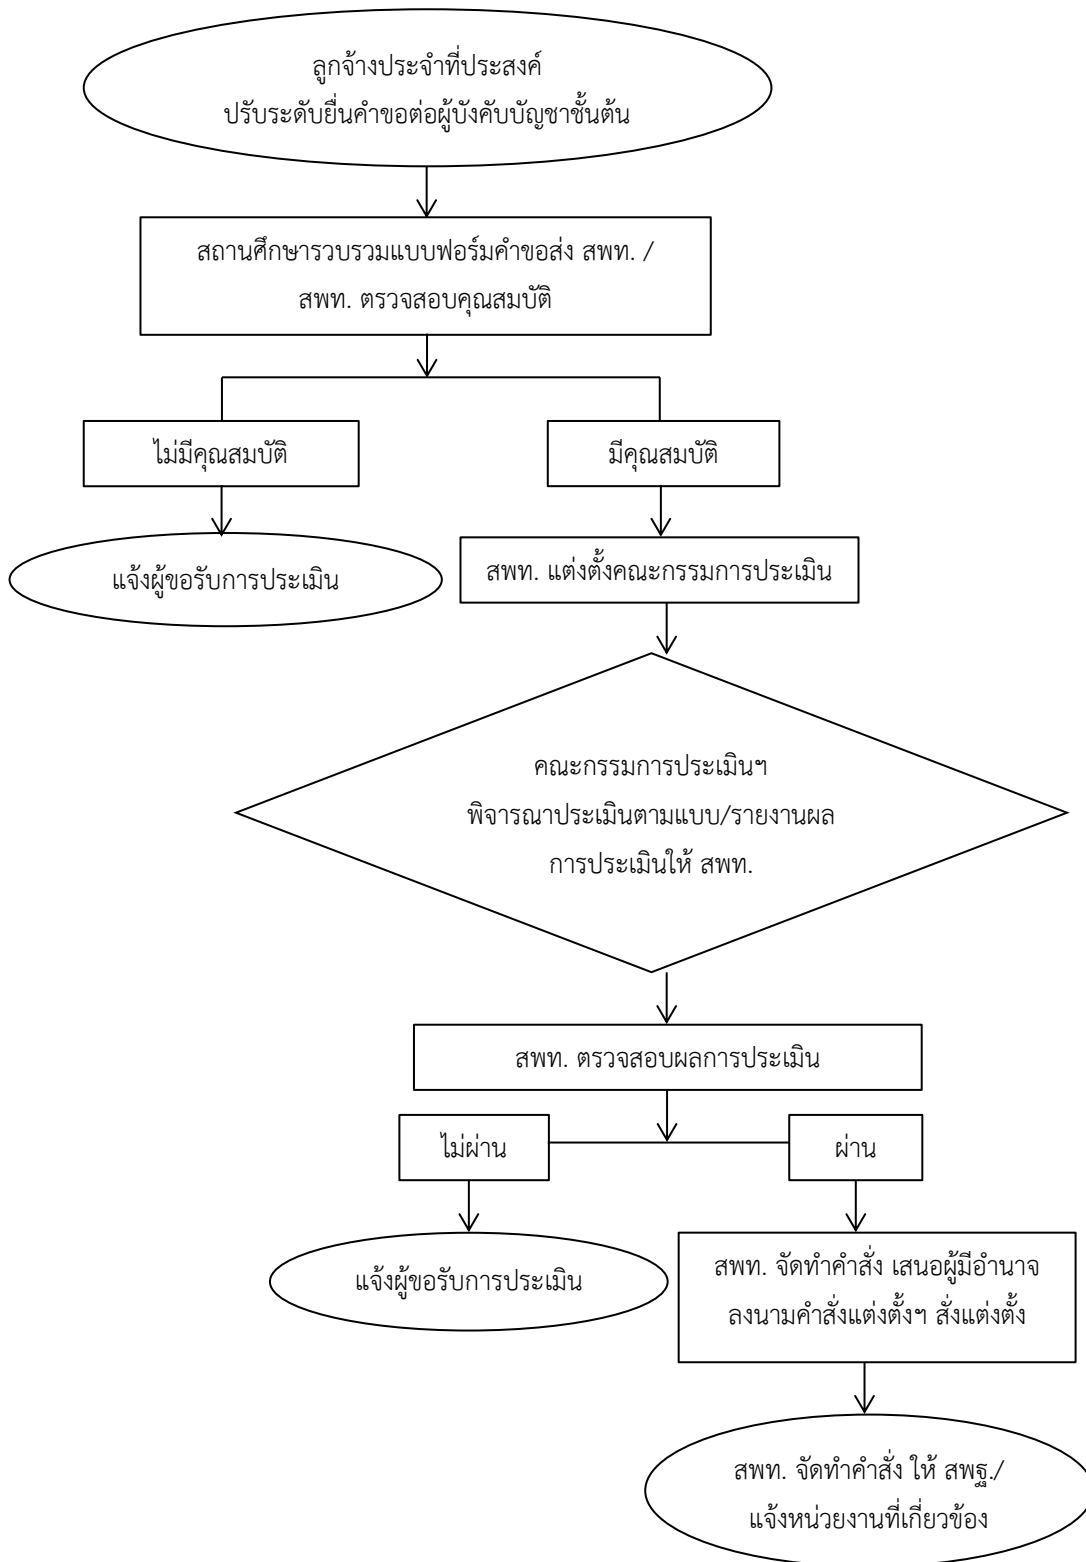 ลูกจ้างประจำที่ประสงค์
ปรับระดับยื่นคำขอต่อผู้บังคับบัญชาชั้นต้น
สถานศึกษารวบรวมแบบฟอร์มคำขอส่ง สพท. /
สพท. ตรวจสอบคุณสมบัติ
ไม่มีคุณสมบัติ
มีคุณสมบัติ
แจ้งผู้ขอรับการประเมิน
สพท. แต่งตั้งคณะกรรมการประเมิน
คณะกรรมการประเมินฯ
พิจารณาประเมินตามแบบ/รายงานผล
การประเมินให้ สพท.
สพท. ตรวจสอบผลการประเมิน
ไม่ผ่าน
ผ่าน
แจ้งผู้ขอรับการประเมิน
สพท. จัดทำคำสั่ง เสนอผู้มีอำนาจ
ลงนามคำสั่งแต่งตั้งฯ สั่งแต่งตั้ง
สพท. จัดทำคำสั่ง ให้ สพฐ./
แจ้งหน่วยงานที่เกี่ยวข้อง